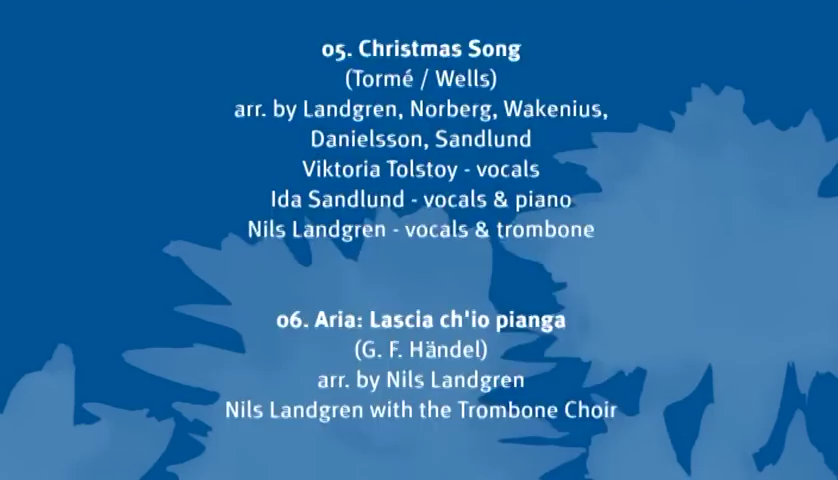 05. Christmas Song
(Tormé / Wells)
arr. by Landgren, Norberg, Wakenius,
Danielsson, Sandlund
Viktoria Tolstoy - vocals
Ida Sandlund - vocals & piano
Nils Landgren - vocals & trombone
06. Aria: Lascia ch'io pianga
(G. F. Händel)
arr. by Nils Landgren
Nils Landgren with the Trombone Choir